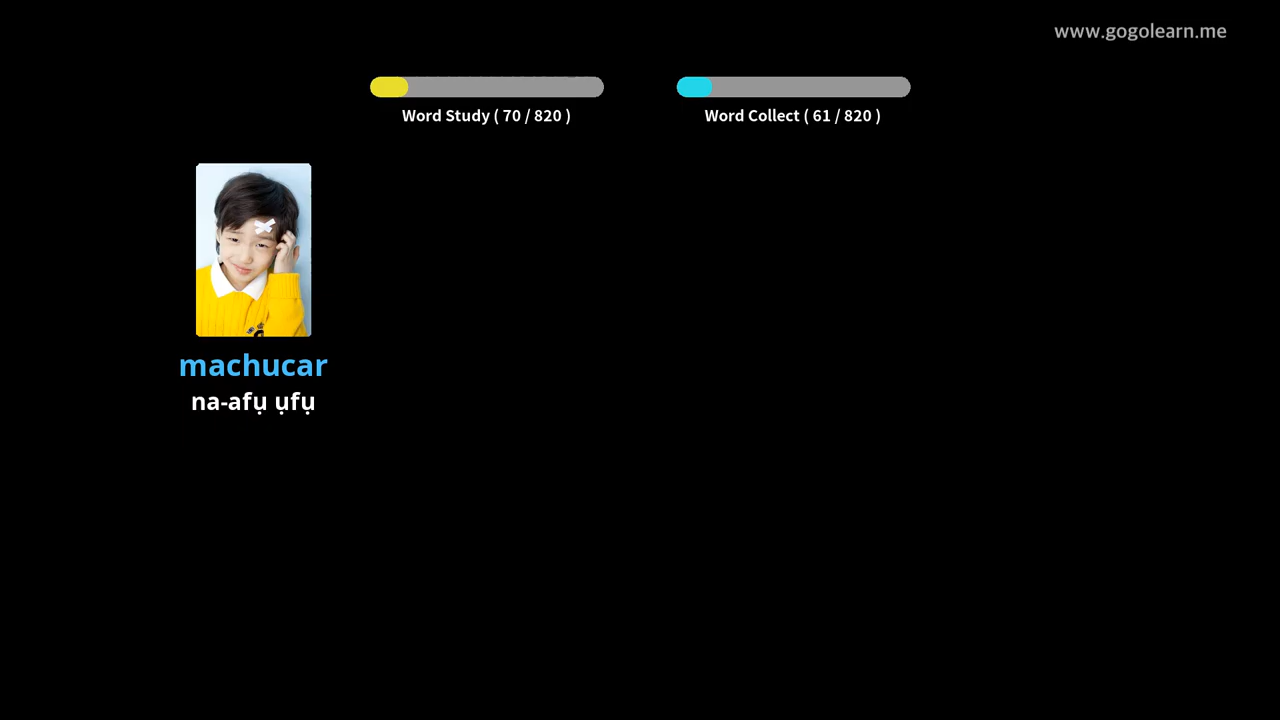 www.gogolearn.me
Word Study ( 70 / 820 )
Word Collect ( 61 / 820 )
machucar
na-afụ ụfụ